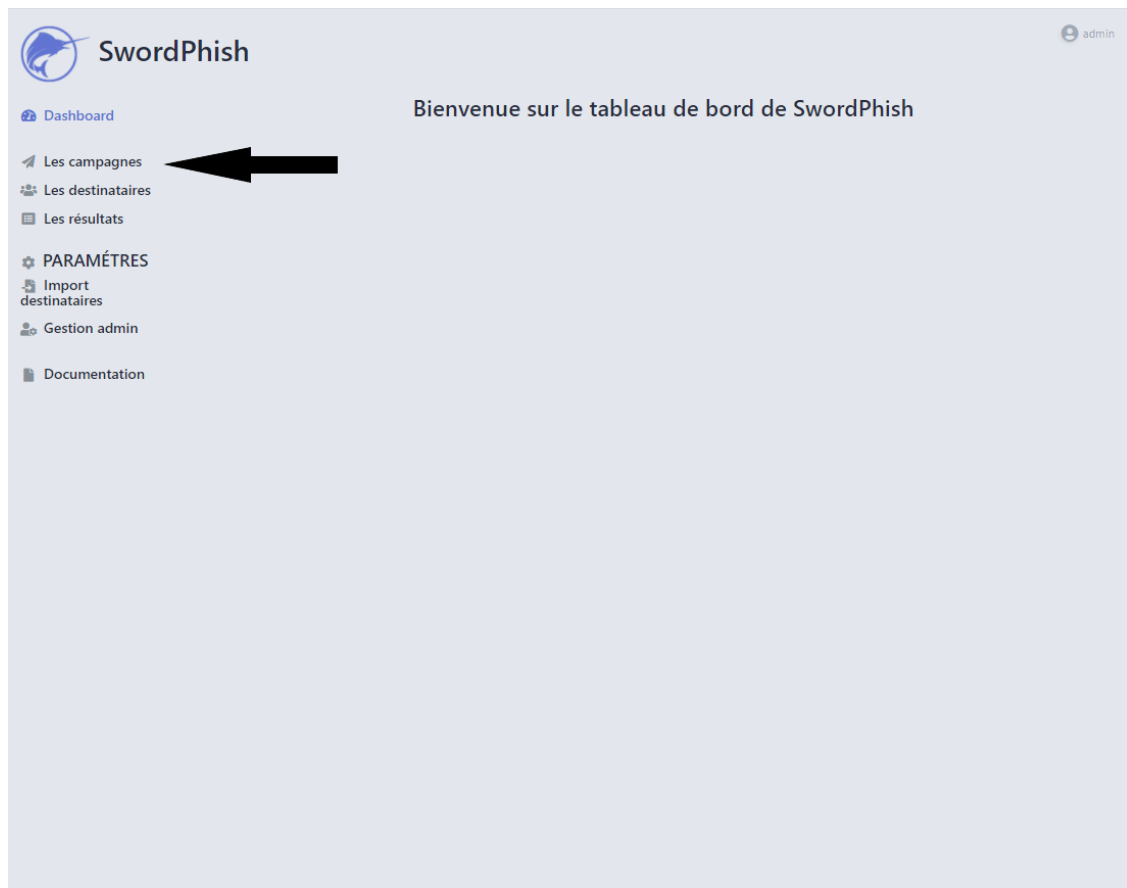 SwordPhish
admin
Dashboard
Bienvenue sur le tableau de bord de SwordPhish
Les campagnes
Les destinataires
Les résultats
PARAMÉTRES
Import
destinataires
Gestion admin
Documentation